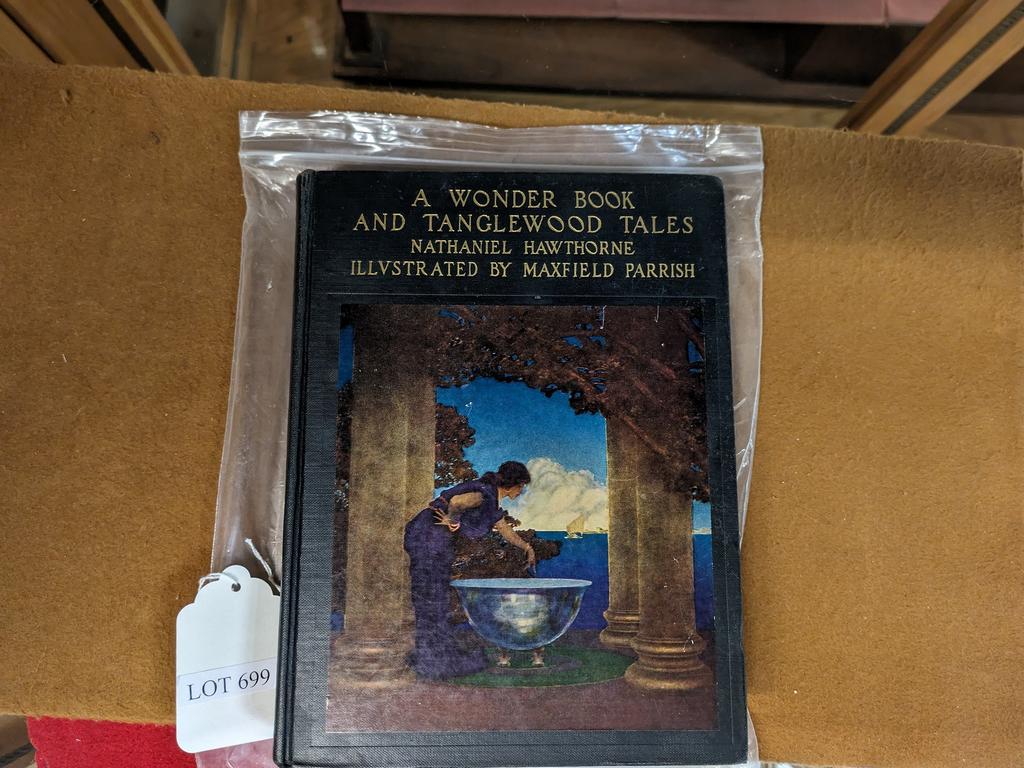 A WONDER BOOK
AND TANGLEWOOD TALES
NATHANIEL HAWTHORNE
ILLVSTRATED BY MAXFIELD PARRISH
LOT 699